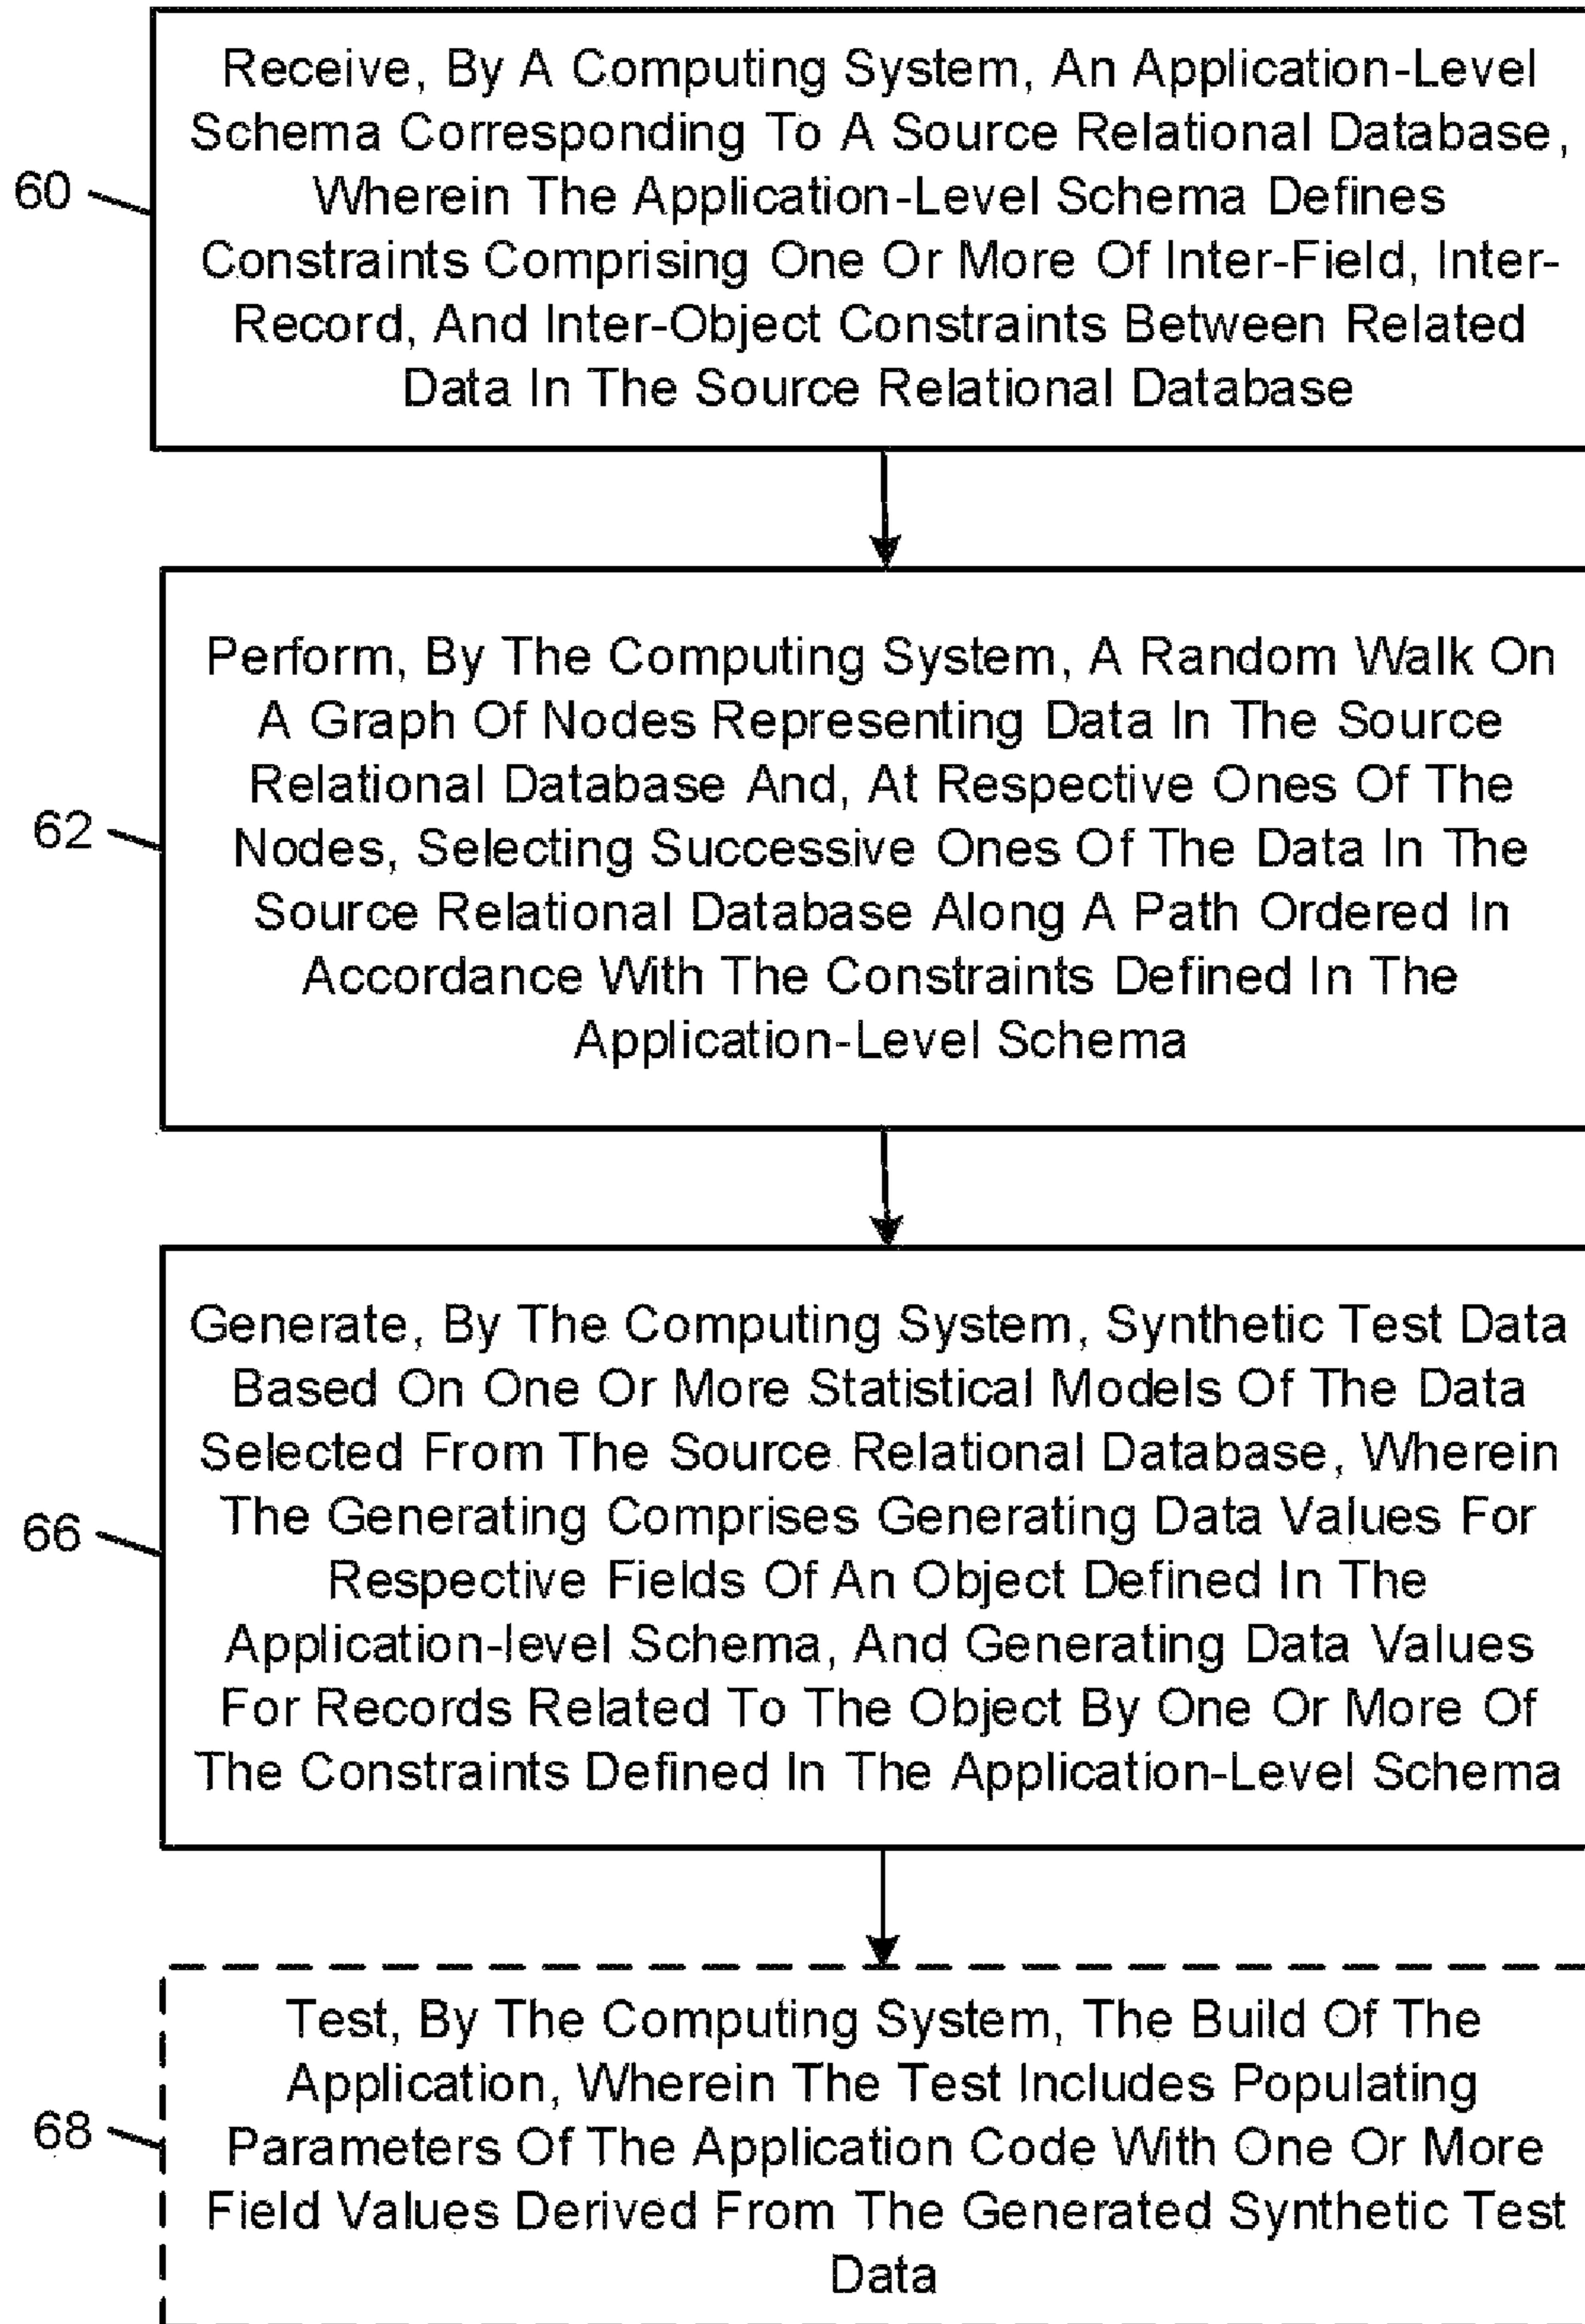 Receive, By A Computing System, An Application-Level
Schema Corresponding To A Source Relational Database,
60
Wherein The Application-Level Schema Defines
Constraints Comprising One Or More Of Inter-Field, Inter-
Record, And Inter-Object Constraints Between Related
Data In The Source Relational Database
Perform, By The Computing System, A Random Walk On
A Graph Of Nodes Representing Data In The Source
Relational Database And, At Respective Ones Of The
62
Nodes, Selecting Successive Ones Of The Data In The
Source Relational Database Along A Path Ordered In
Accordance With The Constraints Defined In The
Application-Level Schema
Generate, By The Computing System, Synthetic Test Data
Based On One Or More Statistical Models Of The Data
Selected From The Source Relational Database, Wherein
The Generating Comprises Generating Data Values For
66
Respective Fields Of An Object Defined In The
Application-level Schema, And Generating Data Values
For Records Related To The Object By One Or More Of
The Constraints Defined In The Application-Level Schema
Test, By The Computing System, The Build Of The
Application, Wherein The Test Includes Populating
68
Parameters Of The Application Code With One Or More
Field Values Derived From The Generated Synthetic Test
Data